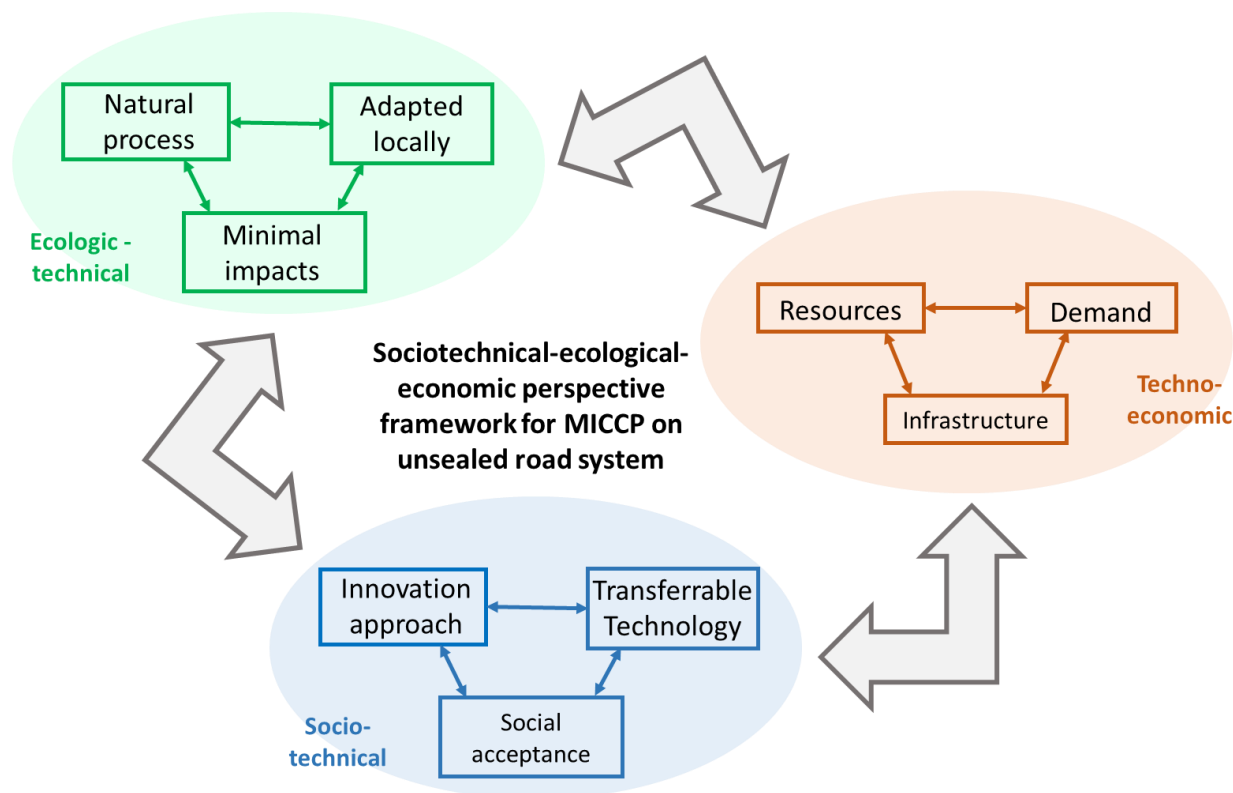 Natural
process
Adapted
locally
Minimal
impacts
Ecologic -
technical
Resources
Demand
Infrastructure
Techno-
economic
Sociotechnical-ecological-
economic perspective
framework for MICCP on
unsealed road system
Innovation
approach
Transferrable
Technology
Social
acceptance
Socio-
technical